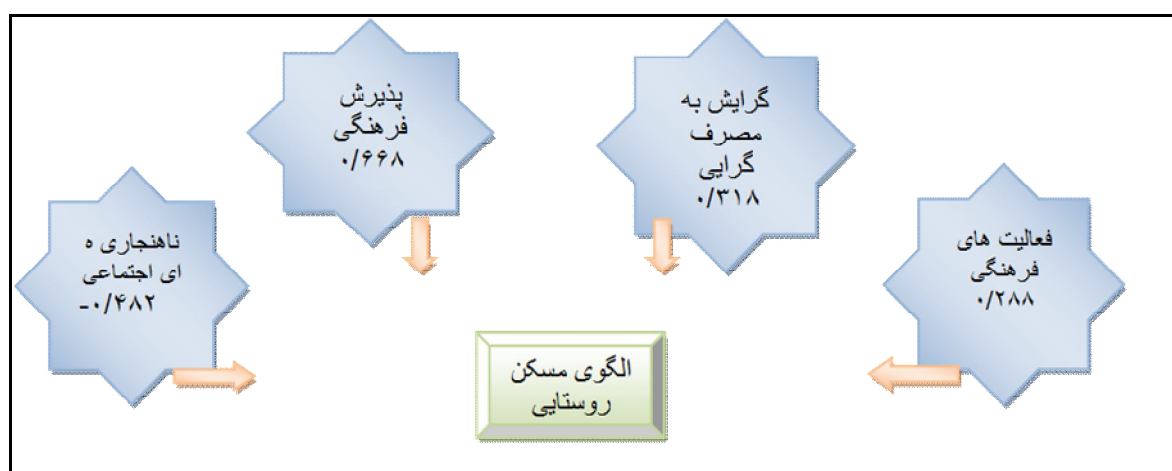 گرایش به
مصرف
گرایی
۰/۳۱۸
پذیرش
فرهنگی
۰/۶۶۸
فعالیت های
فرهنگی
۰/۲۸۸
ناهنجاری ه
ای اجتماعی
-۰/۴۸۲
الگوی مسکن
روستایی